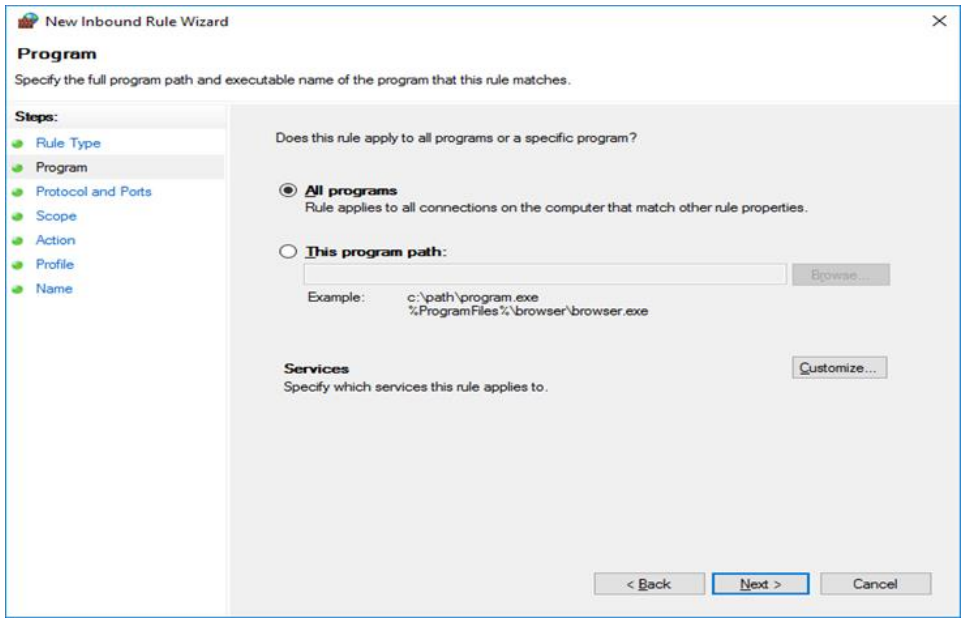 New Inbound Rule Wizard
Program
Specify the full program path and executable name of the program that this rule matches.
Steps:
Rule Type
Program
Protocol and Ports
Scope
Action
Profile
Name
Does this rule apply to all programs or a specific program?
All programs
Rule applies to all connections on the computer that match other rule properties.
This program path:
Browse...
Example: c:\path\program.exe
%ProgramFiles%\browser\browser.exe
Services
Customize...
Specify which services this rule applies to.
< Back Next > Cancel